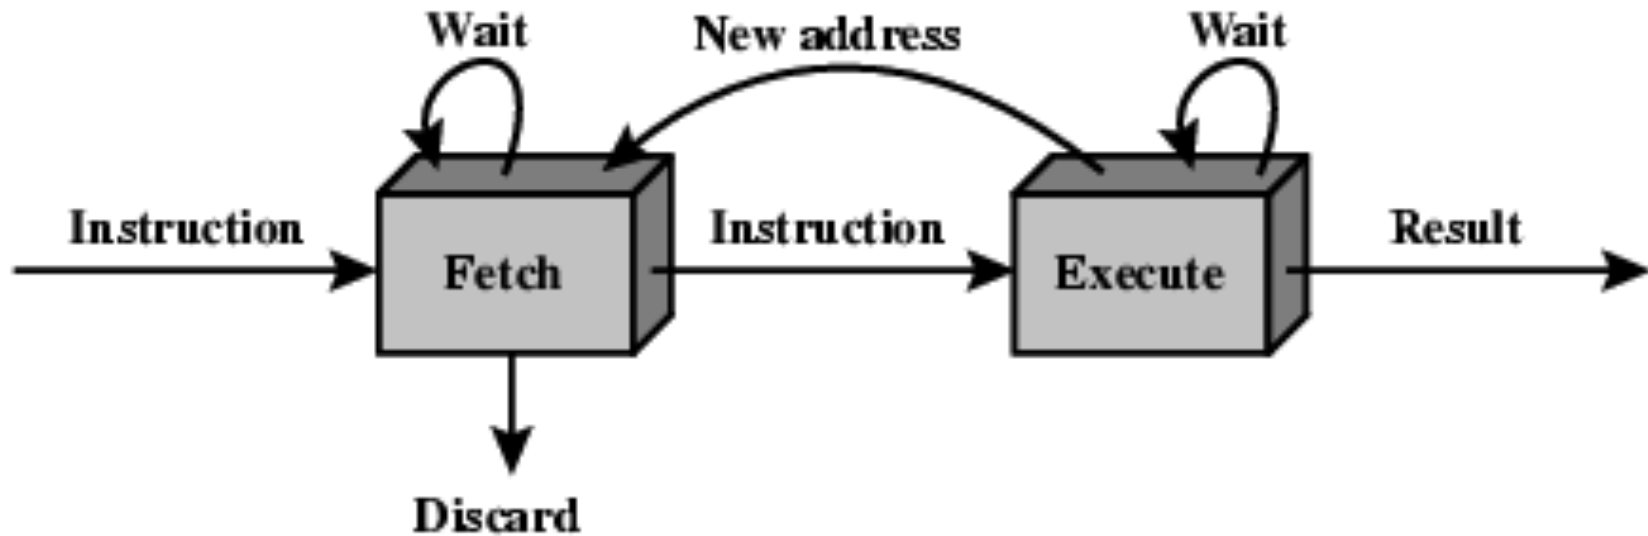 Wait
New address
Wait
Instruction
Fetch
Instruction
Execute
Result
Discard